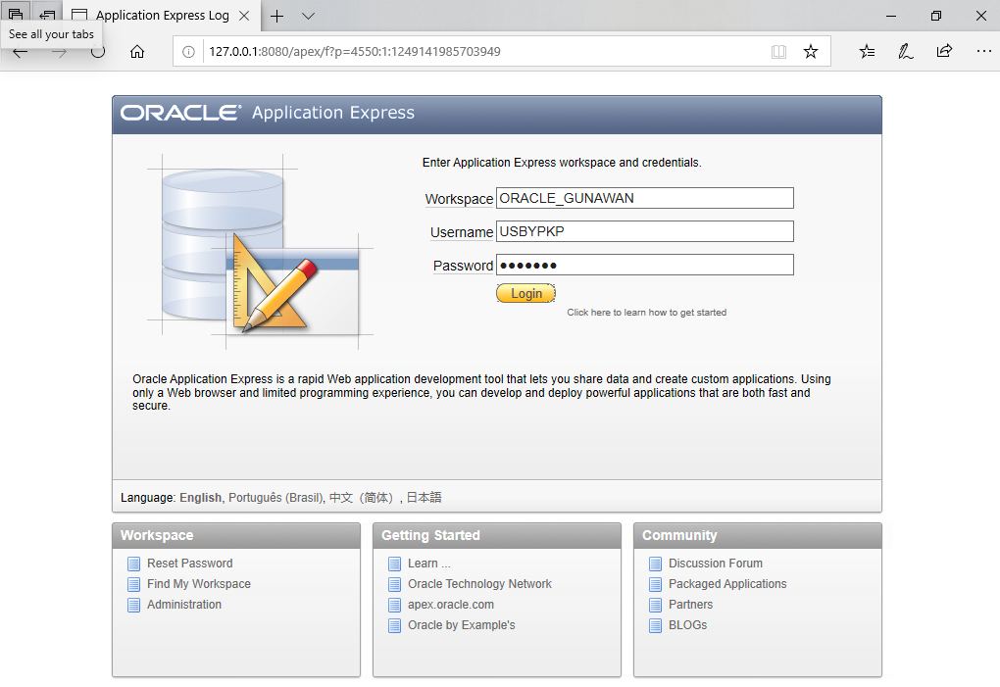 Application Express Log
See all your tabs
127.0.0.1:8080/apex/f?p=4550:1:1249141985703949
ORACLE® Application Express
Enter Application Express workspace and credentials.
Workspace ORACLE_GUNAWAN
Username USBYPKP
Password ●●●●●●●
Login
Click here to learn how to get started
Oracle Application Express is a rapid Web application development tool that lets you share data and create custom applications. Using
only a Web browser and limited programming experience, you can develop and deploy powerful applications that are both fast and
secure.
Language: English, Português (Brasil), 中文（简体）, 日本語
Workspace
Reset Password
Find My Workspace
Administration
Getting Started
Learn ...
Oracle Technology Network
apex.oracle.com
Oracle by Example's
Community
Discussion Forum
Packaged Applications
Partners
BLOGs